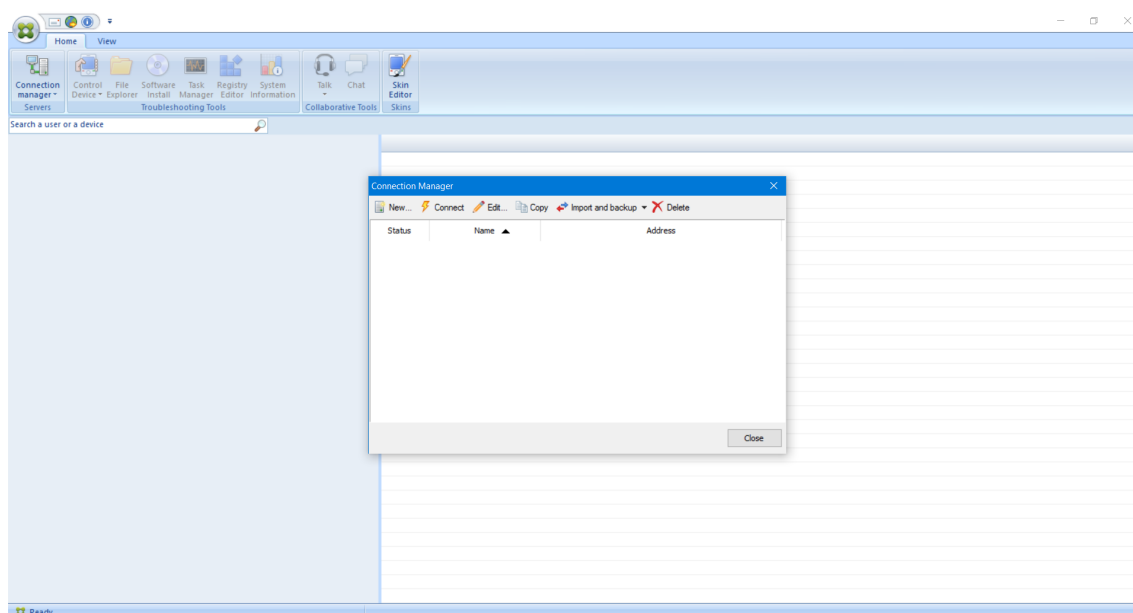 Home View
Connection manager
Control Device
File Explorer
Software Install
Task Manager
Registry Editor
System Information
Talk
Chat
Skin Editor
Servers
Troubleshooting Tools
Collaborative Tools
Skins
Search a user or a device
Connection Manager
New... Connect Edit... Copy Import and backup Delete
Status Name Address
Close
Ready